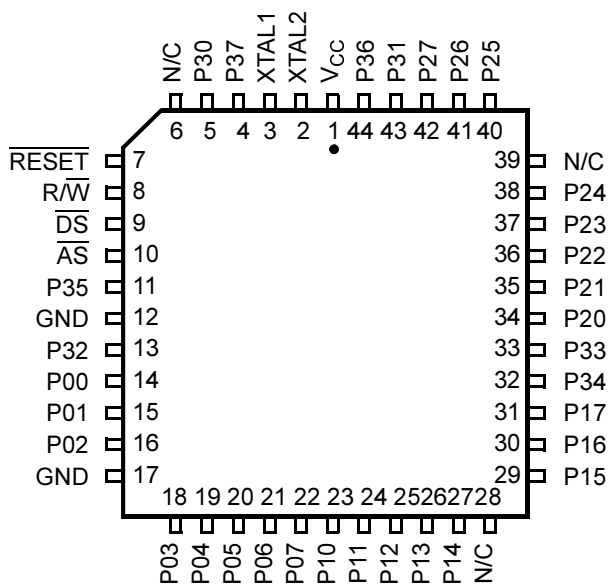 N/C P30 P37 XTAL1 XTAL2 VCC P36 P31 P27 P26 P25
6 5 4 3 2 1 44 43 42 41 40
RESET 7 39 N/C
R/W 8 38 P24
DS 9 37 P23
AS 10 36 P22
P35 11 35 P21
GND 12 34 P20
P32 13 33 P33
P00 14 32 P34
P01 15 31 P17
P02 16 30 P16
GND 17 29 P15
18 19 20 21 22 23 24 25 26 27 28
P03 P04 P05 P06 P07 P10 P11 P12 P13 P14 N/C